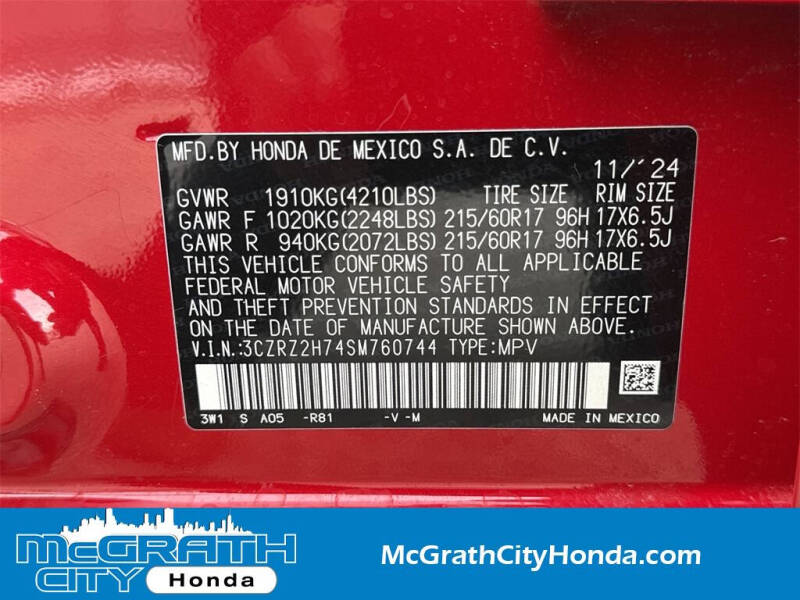 MFD.BY HONDA DE MEXICO S.A. DE C.V.
11/'24
GVWR 1910KG(4210LBS) TIRE SIZE RIM SIZE
GAWR F 1020KG(2248LBS) 215/60R17 96H 17X6.5J
GAWR R 940KG(2072LBS) 215/60R17 96H 17X6.5J
THIS VEHICLE CONFORMS TO ALL APPLICABLE
FEDERAL MOTOR VEHICLE SAFETY
AND THEFT PREVENTION STANDARDS IN EFFECT
ON THE DATE OF MANUFACTURE SHOWN ABOVE.
V.I.N.:3CZRZ2H74SM760744 TYPE:MPV
3W1 S A05 -R81 -V -M MADE IN MEXICO
McGRATH
CITY Honda
McGrathCityHonda.com